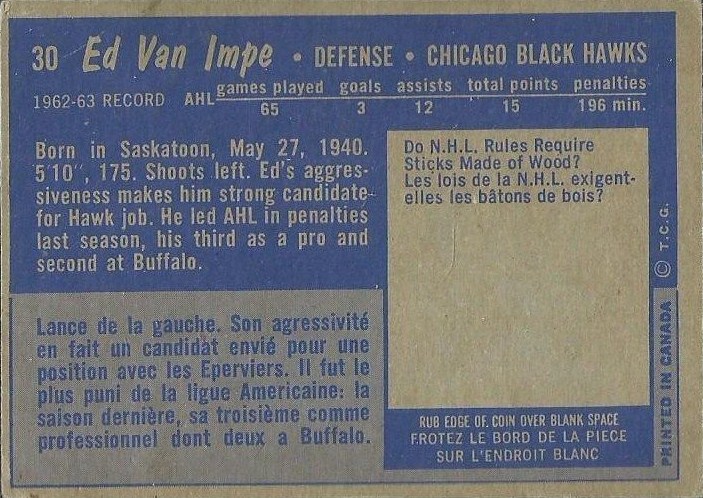 30 Ed Van Impe • DEFENSE • CHICAGO BLACK HAWKS
games played goals assists total points penalties
1962-63 RECORD AHL 65 3 12 15 196 min.
Born in Saskatoon, May 27, 1940.
5'10", 175. Shoots left. Ed's aggres-
siveness makes him strong candidate
for Hawk job. He led AHL in penalties
last season, his third as a pro and
second at Buffalo.
Lance de la gauche. Son agressivité
en fait un candidat envié pour une
position avec les Eperviers. Il fut le
plus puni de la ligue Americaine: la
saison dernière, sa troisième comme
professionnel dont deux a Buffalo.
Do N.H.L. Rules Require
Sticks Made of Wood?
Les lois de la N.H.L. exigent-
elles les bâtons de bois?
RUB EDGE OF COIN OVER BLANK SPACE
FROTEZ LE BORD DE LA PIECE
SUR L'ENDROIT BLANC
© T.C.G.
PRINTED IN CANADA